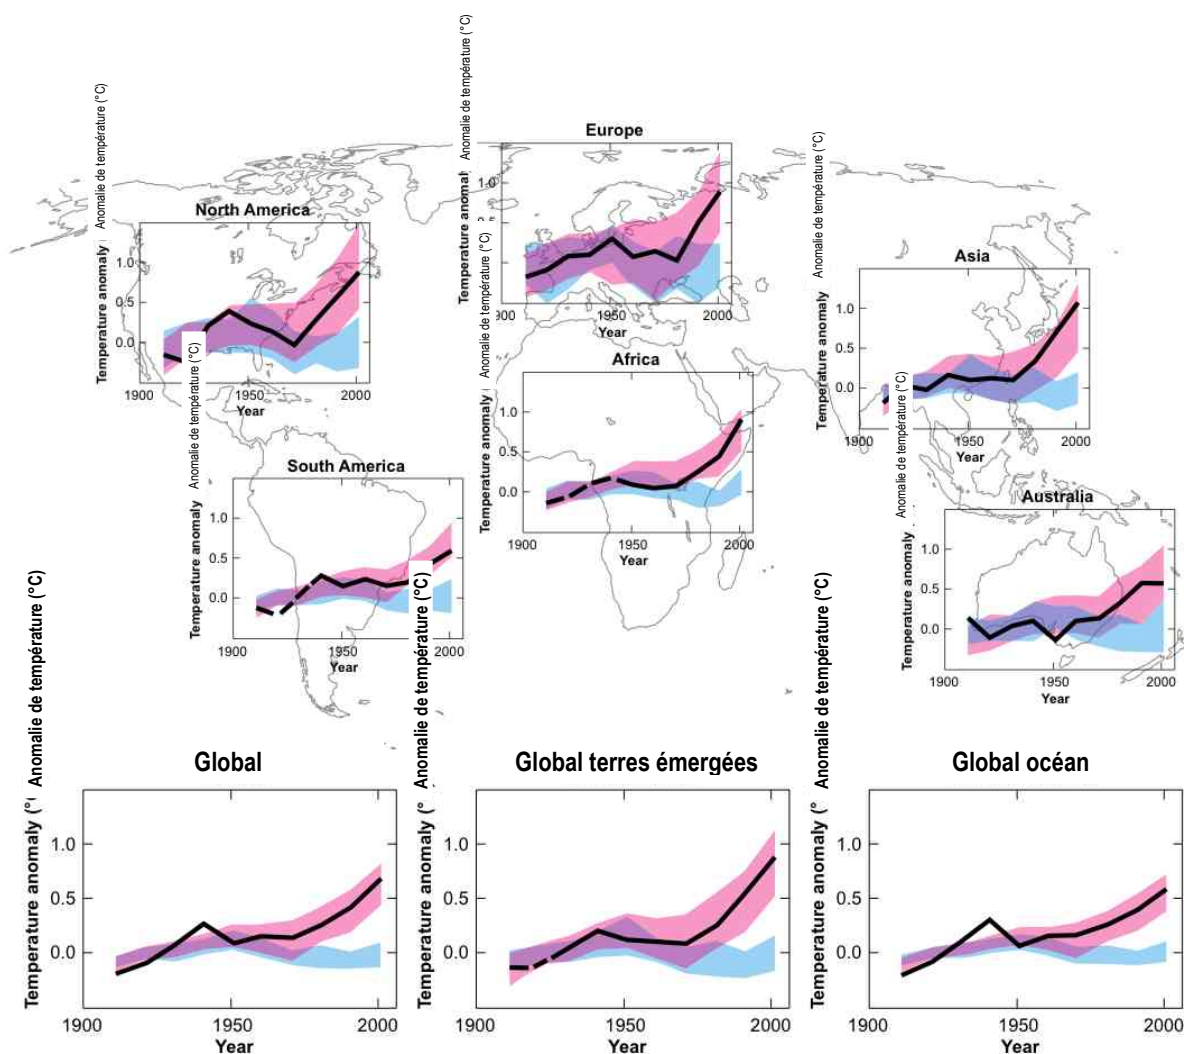 Anomalie de température (°C)
Europe
Temperature anomaly (
1.0
300
1950
2000
Year
Anomalie de température (°C)
North America
Temperature anomaly (
1.0
0.5
0.0
1900
1950
2000
Year
Anomalie de température (°C)
Asia
Temperature anomaly
1.0
0.5
0.0
1900
1950
2000
Year
Anomalie de température (°C)
Africa
Temperature anomaly (
1.0
0.0
1900
1950
2000
Year
Anomalie de température (°C)
South America
Temperature anomaly
1.0
0.5
0.0
1900
1950
2000
Year
Anomalie de température (°C)
Australia
Temperature anomaly
1.0
0.5
0.0
1900
1950
2000
Year
Anomalie de température (°C)
Global
Temperature anomaly (°
1.0
0.5
0.0
1900
1950
2000
Year
Anomalie de température (°C)
Global terres émergées
Temperature anomaly (°
1.0
0.5
0.0
1900
1950
2000
Year
Anomalie de température (°C)
Global océan
Temperature anomaly (°
1.0
0.5
0.0
1900
1950
2000
Year